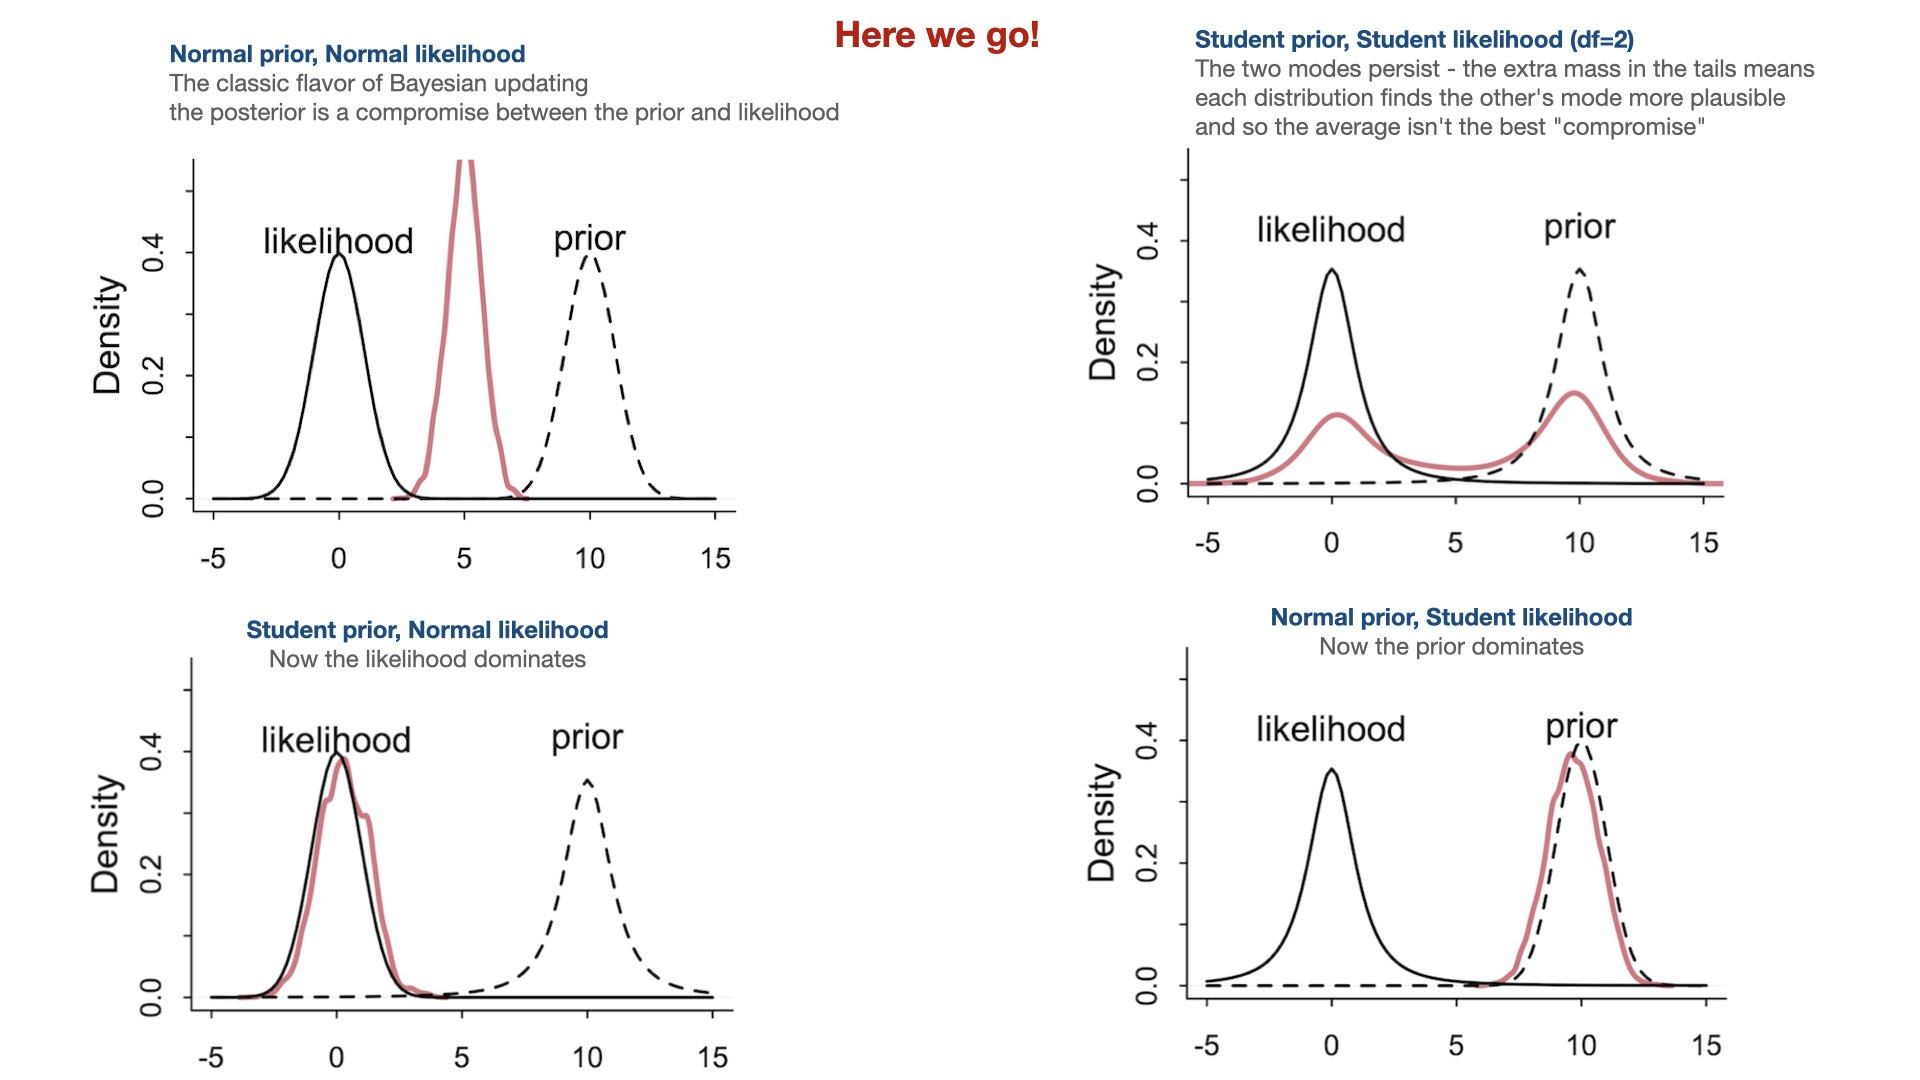 Here we go!
Normal prior, Normal likelihood
The classic flavor of Bayesian updating
the posterior is a compromise between the prior and likelihood
likelihood
prior
Density
0.0
0.2
0.4
-5
0
5
10
15
Student prior, Student likelihood (df=2)
The two modes persist - the extra mass in the tails means
each distribution finds the other's mode more plausible
and so the average isn't the best "compromise"
likelihood
prior
Density
0.0
0.2
0.4
-5
0
5
10
15
Student prior, Normal likelihood
Now the likelihood dominates
likelihood
prior
Density
0.0
0.2
0.4
-5
0
5
10
15
Normal prior, Student likelihood
Now the prior dominates
likelihood
prior
Density
0.0
0.2
0.4
-5
0
5
10
15